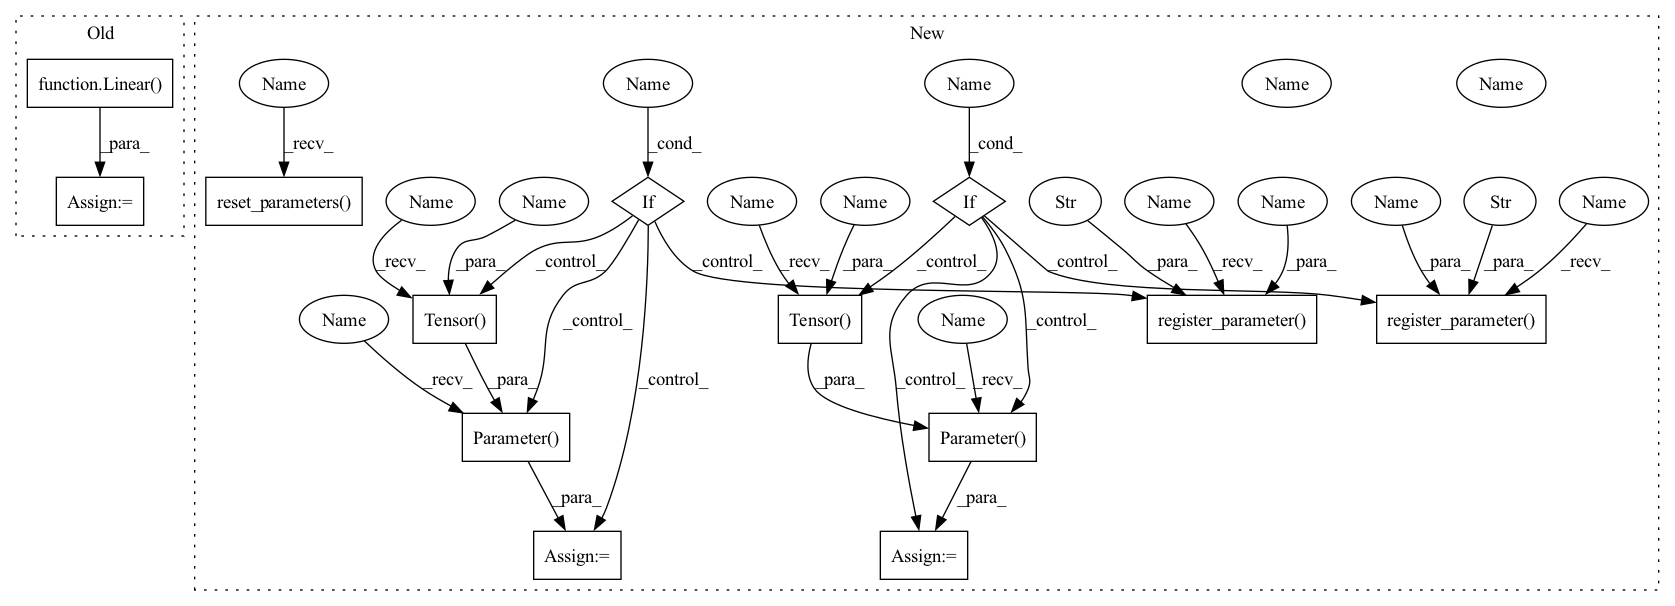 Old
New
function.Linear()
Name
Name
Name
Name
Name
_para_
_recv_
_cond_
_cond_
Assign:=
reset_parameters()
Name
Name
If
Name
Name
If
Str
Name
Name
Name
Str
Name
_recv_
_para_
_control_
_recv_
_para_
_control_
_control_
_control_
_para_
_recv_
_para_
_para_
_para_
_recv_
Name
Tensor()
Tensor()
Name
register_parameter()
register_parameter()
_control_
_control_
_recv_
_para_
_control_
_para_
_control_
_recv_
Parameter()
Parameter()
_para_
_para_
Assign:=
Assign:=